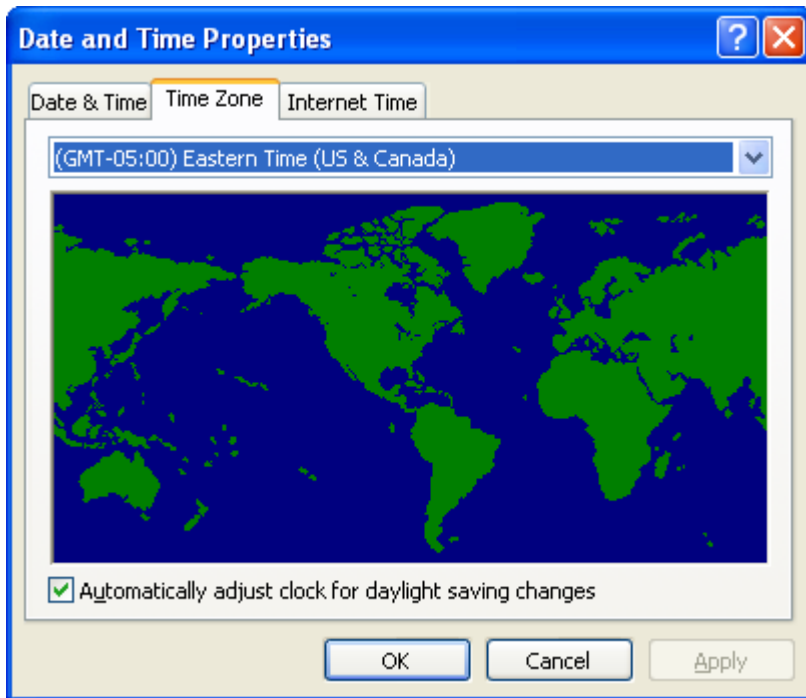 Date and Time Properties
Date & Time Time Zone Internet Time
(GMT-05:00) Eastern Time (US & Canada)
Automatically adjust clock for daylight saving changes
OK Cancel Apply